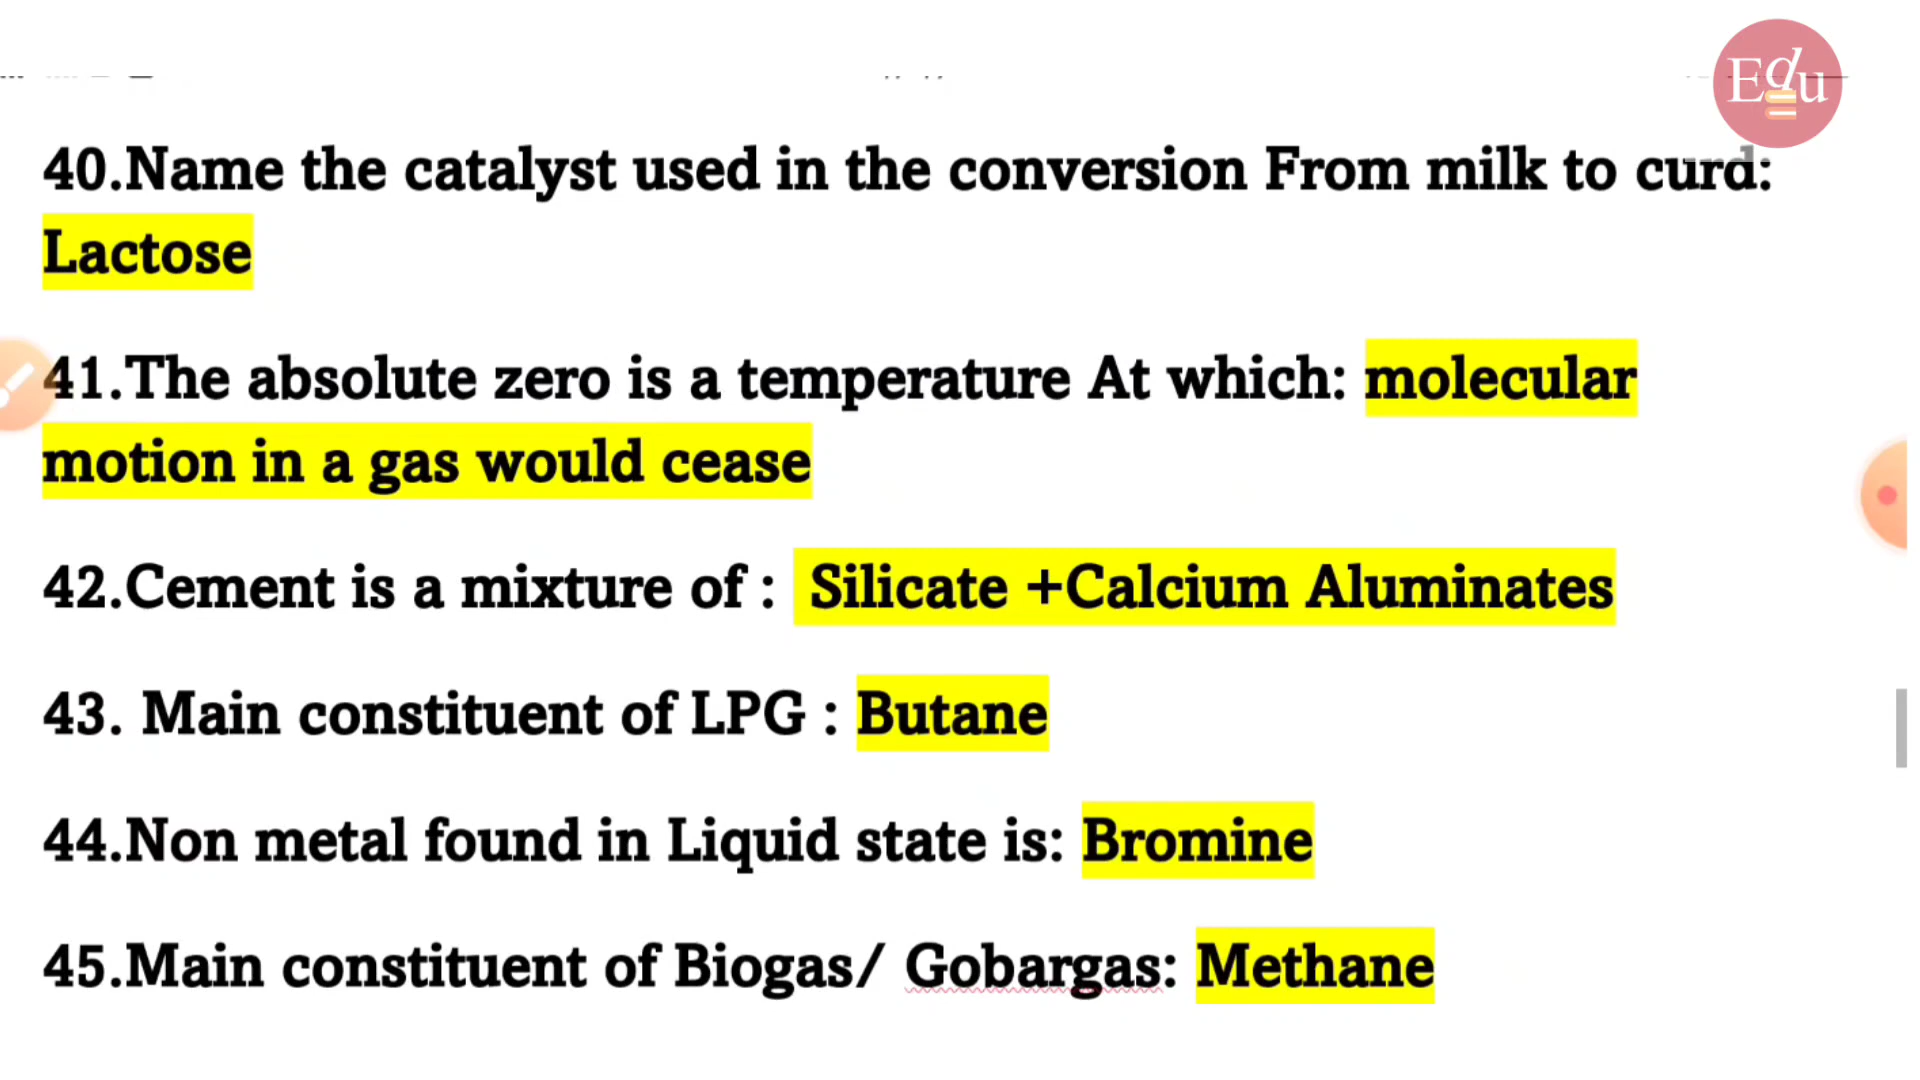 Edu
40.Name the catalyst used in the conversion From milk to curd:
Lactose
41.The absolute zero is a temperature At which: molecular
motion in a gas would cease
42.Cement is a mixture of : Silicate +Calcium Aluminates
43. Main constituent of LPG : Butane
44.Non metal found in Liquid state is: Bromine
45.Main constituent of Biogas/ Gobargas: Methane